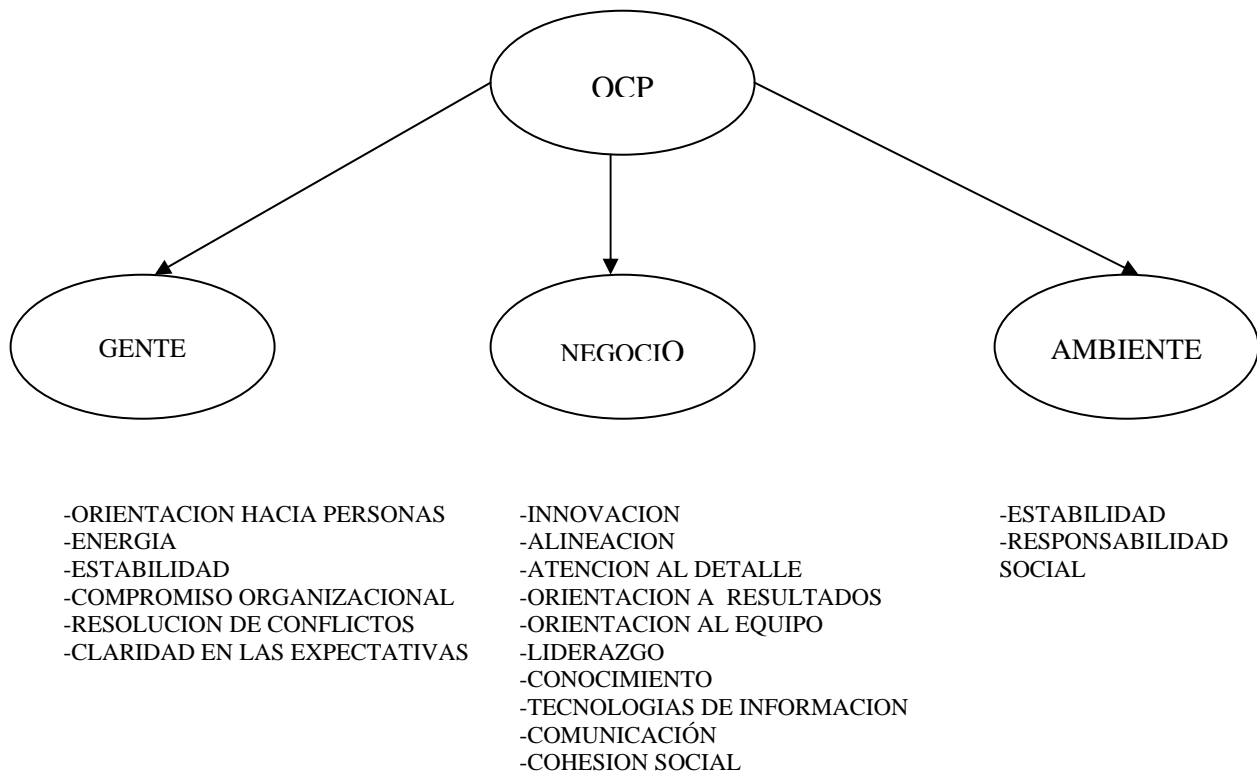 OCP
GENTE
NEGOCIO
AMBIENTE
-ORIENTACION HACIA PERSONAS
-ENERGIA
-ESTABILIDAD
-COMPROMISO ORGANIZACIONAL
-RESOLUCION DE CONFLICTOS
-CLARIDAD EN LAS EXPECTATIVAS
-INNOVACION
-ALINEACION
-ATENCION AL DETALLE
-ORIENTACION A RESULTADOS
-ORIENTACION AL EQUIPO
-LIDERAZGO
-CONOCIMIENTO
-TECNOLOGIAS DE INFORMACION
-COMUNICACIÓN
-COHESION SOCIAL
-ESTABILIDAD
-RESPONSABILIDAD
SOCIAL